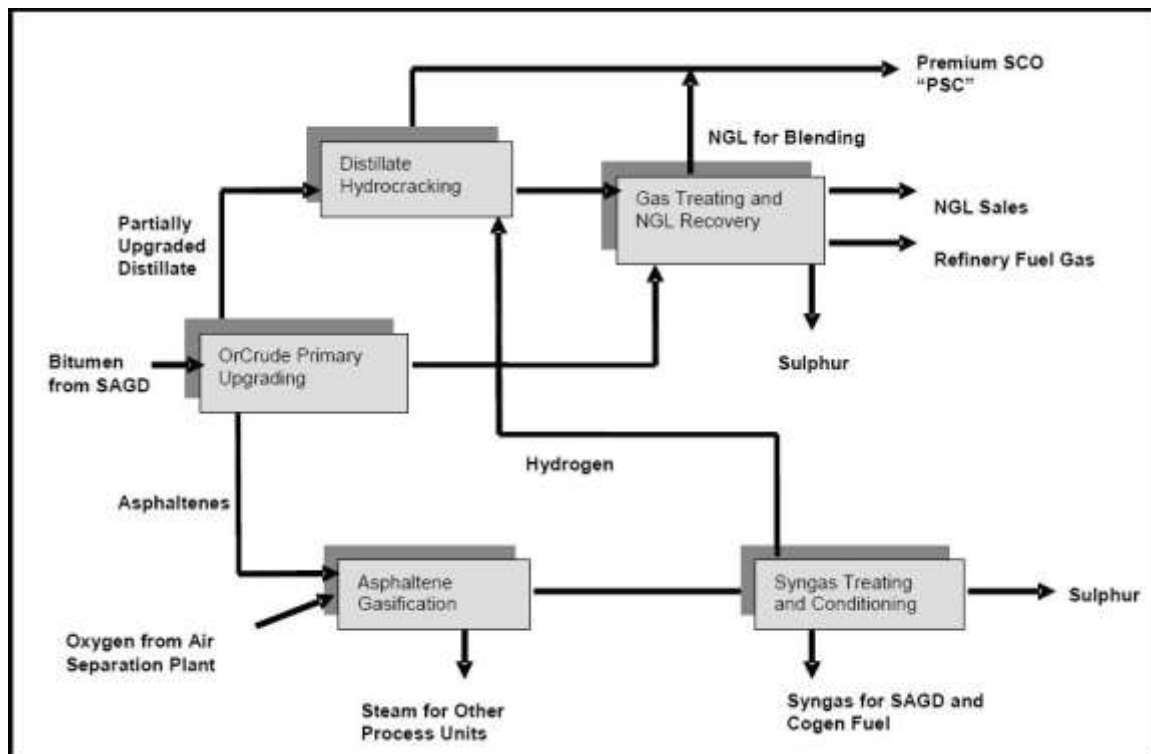 Premium SCO
“PSC”
NGL for Blending
Distillate
Hydrocracking
Gas Treating and
NGL Recovery
NGL Sales
Refinery Fuel Gas
Partially
Upgraded
Distillate
Sulphur
Bitumen
from SAGD
OrCrude Primary
Upgrading
Hydrogen
Asphaltenes
Asphaltene
Gasification
Syngas Treating
and Conditioning
Sulphur
Oxygen from Air
Separation Plant
Steam for Other
Process Units
Syngas for SAGD and
Cogen Fuel